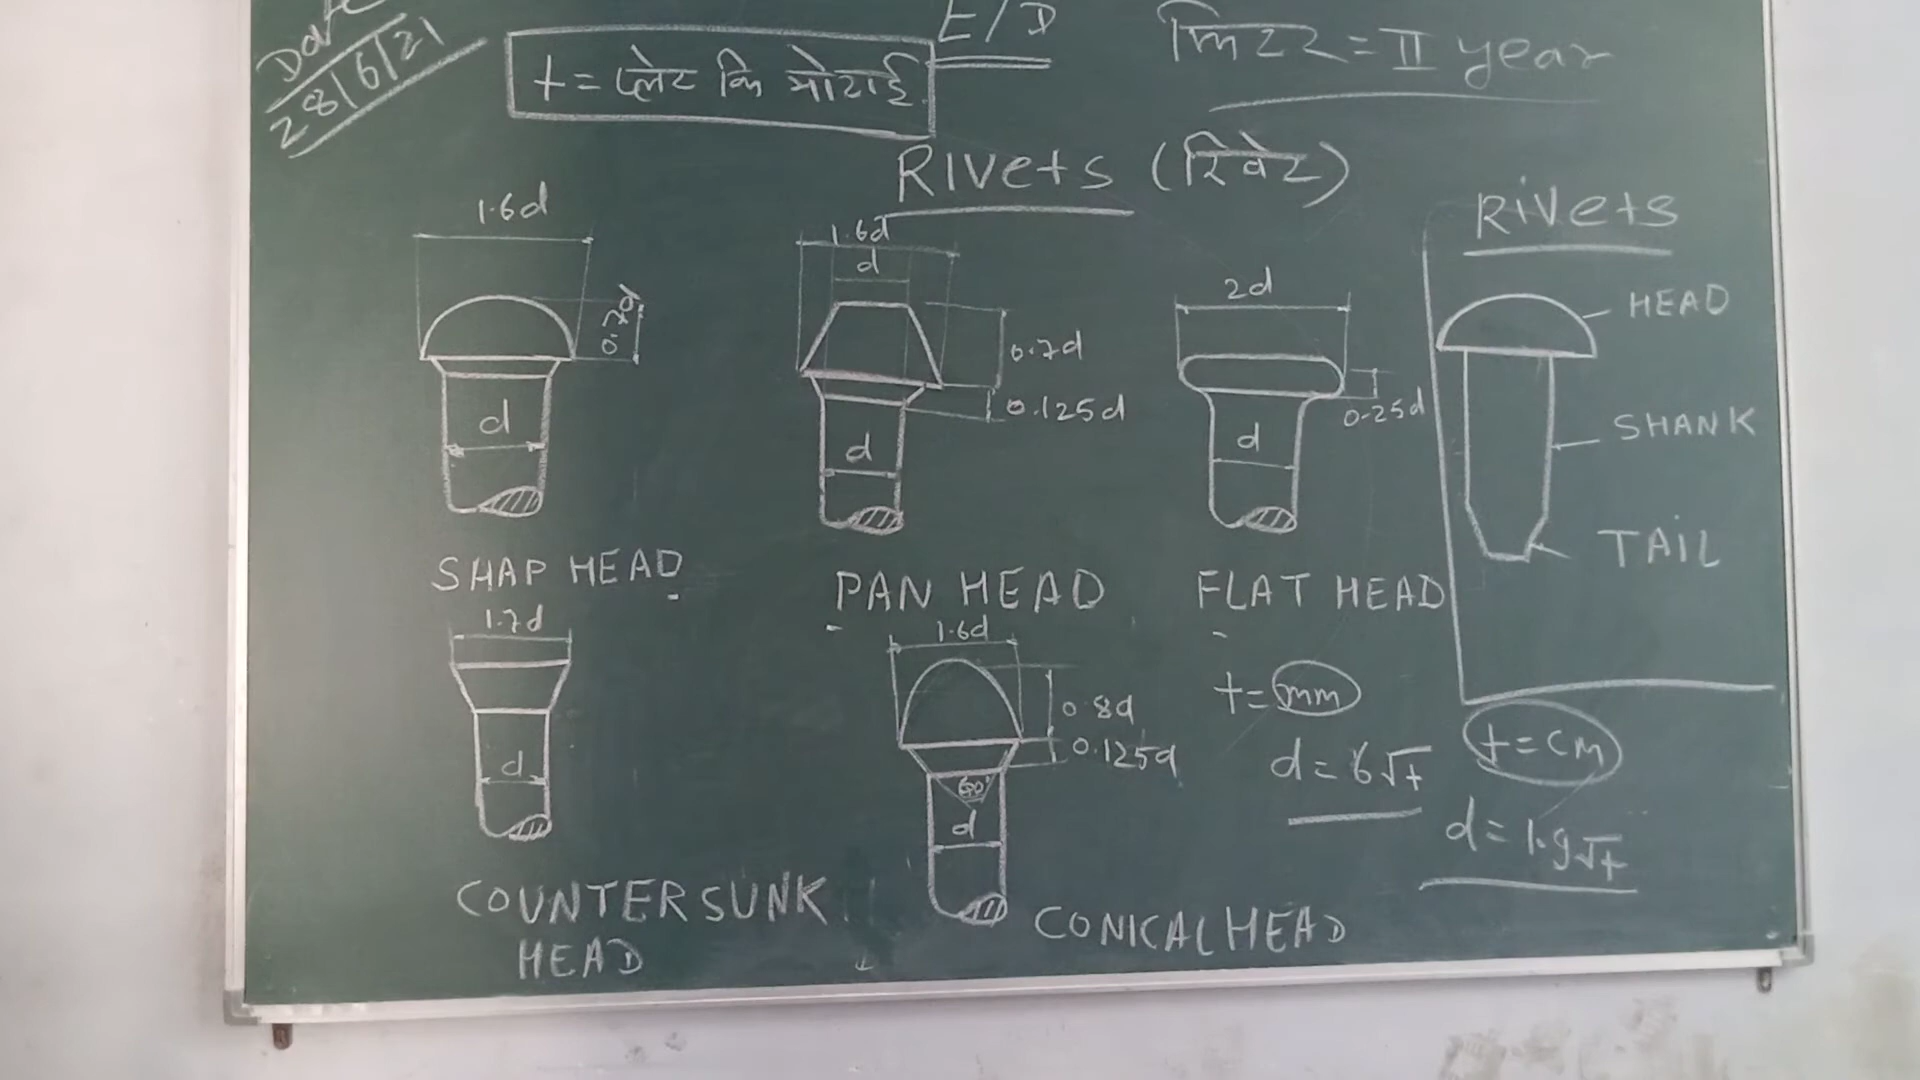 Date
28/6/21
t = प्लेट कि मोटाई
E/D
फिटर = II year
Rivets (रिवेट)
1.6d
0.7d
d
SHAP HEAD
1.6d
d
0.7d
0.125d
d
PAN HEAD
2d
0.25d
d
FLAT HEAD
Rivets
HEAD
SHANK
TAIL
1.7d
d
COUNTER SUNK
HEAD
1.6d
0.8d
0.125d
60°
d
CONICAL HEAD
t = mm
d = 6√t
t = cm
d = 1.9√t